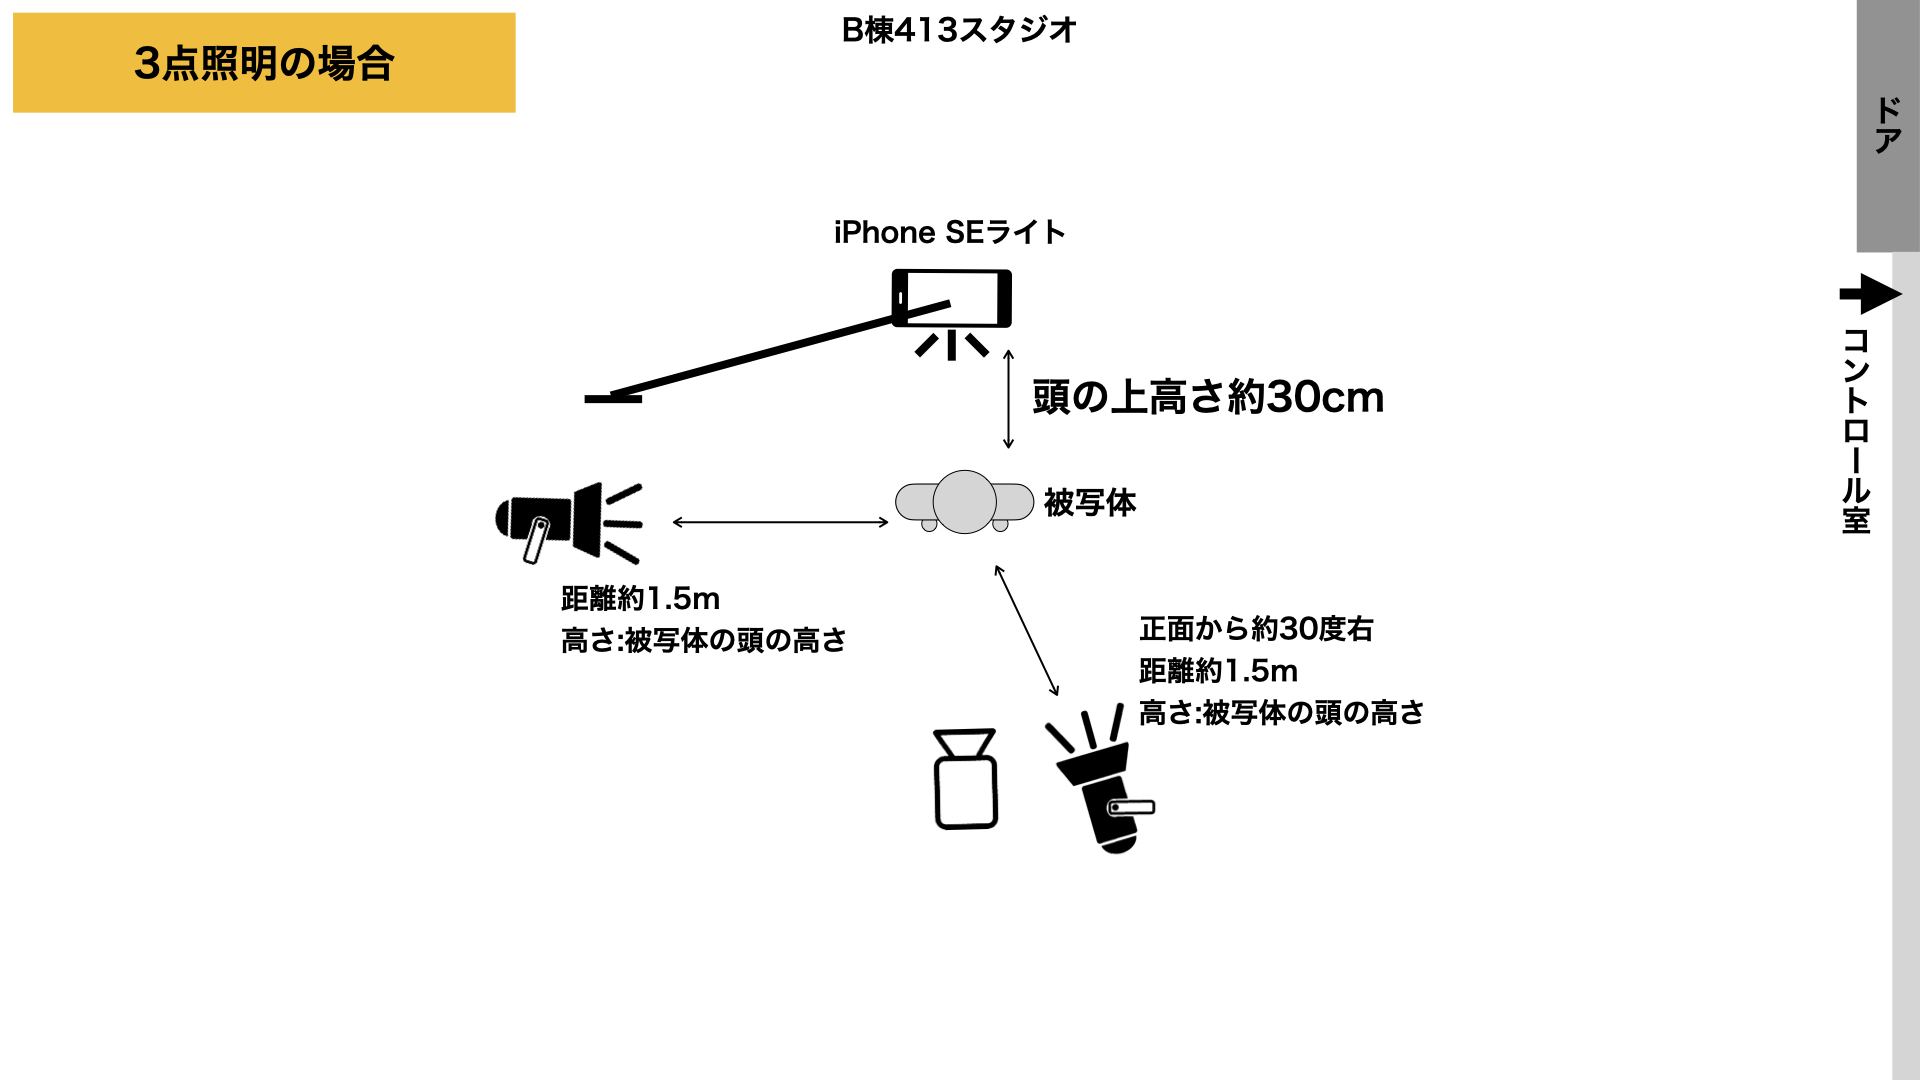 3点照明の場合
B棟413スタジオ
ドア
iPhone SEライト
コントロール室
頭の上高さ約30cm
被写体
距離約1.5m
高さ:被写体の頭の高さ
正面から約30度右
距離約1.5m
高さ:被写体の頭の高さ